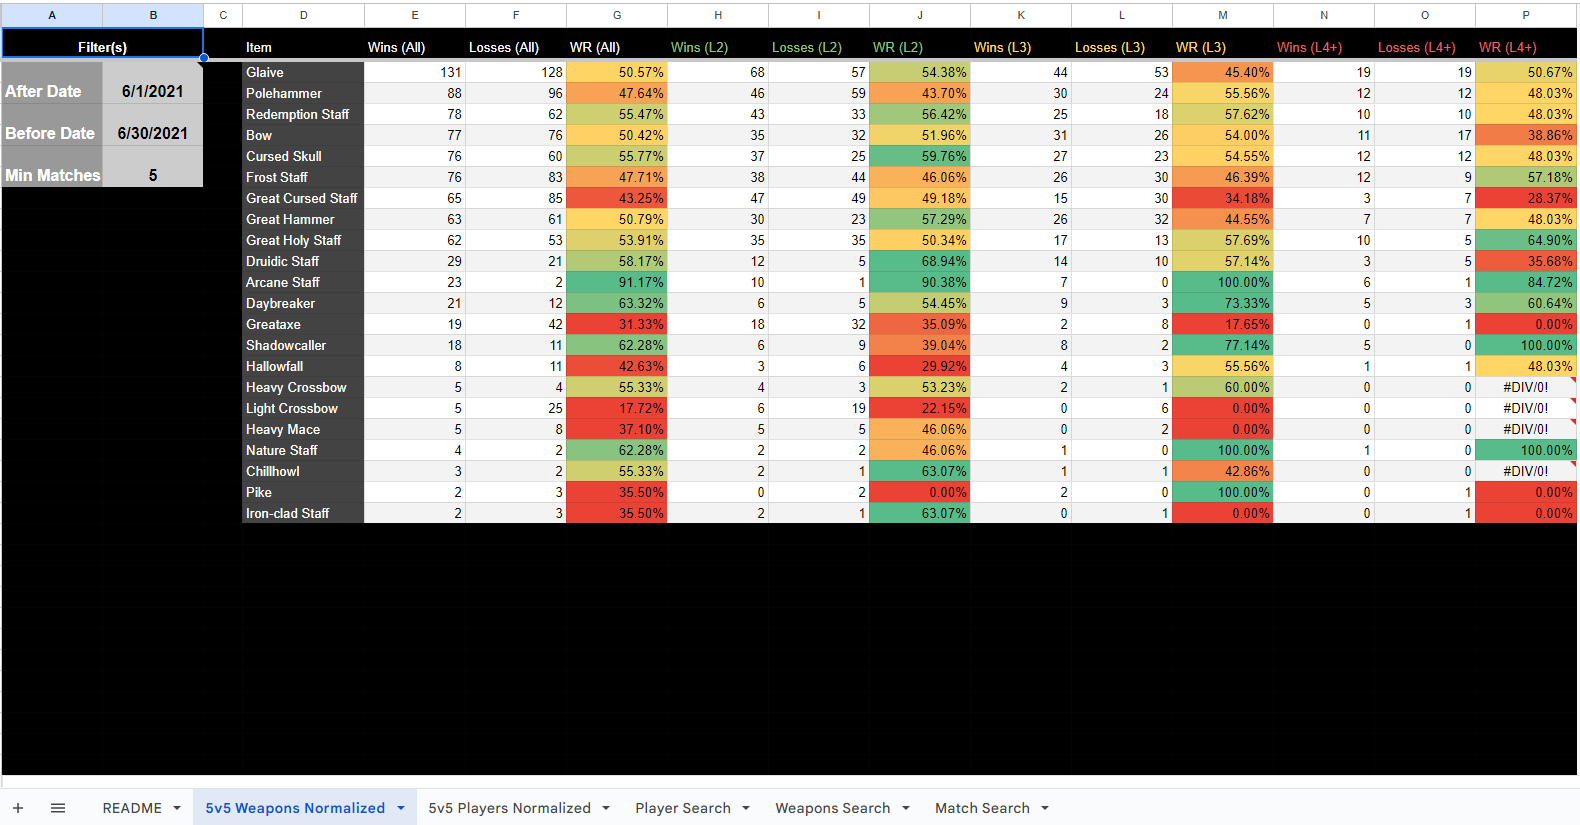 A B C D E F G H I J K L M N O P
Filter(s) Item Wins (All) Losses (All) WR (All) Wins (L2) Losses (L2) WR (L2) Wins (L3) Losses (L3) WR (L3) Wins (L4+) Losses (L4+) WR (L4+)
After Date 6/1/2021
Before Date 6/30/2021
Min Matches 5
Glaive 131 128 50.57% 68 57 54.38% 44 53 45.40% 19 19 50.67%
Polehammer 88 96 47.64% 46 59 43.70% 30 24 55.56% 12 12 48.03%
Redemption Staff 78 62 55.47% 43 33 56.42% 25 18 57.62% 10 10 48.03%
Bow 77 76 50.42% 35 32 51.96% 31 26 54.00% 11 17 38.86%
Cursed Skull 76 60 55.77% 37 25 59.76% 27 23 54.55% 12 12 48.03%
Frost Staff 76 83 47.71% 38 44 46.06% 26 30 46.39% 12 9 57.18%
Great Cursed Staff 65 85 43.25% 47 49 49.18% 15 30 34.18% 3 7 28.37%
Great Hammer 63 61 50.79% 30 23 57.29% 26 32 44.55% 7 7 48.03%
Great Holy Staff 62 53 53.91% 35 35 50.34% 17 13 57.69% 10 5 64.90%
Druidic Staff 29 21 58.17% 12 5 68.94% 14 10 57.14% 3 5 35.68%
Arcane Staff 23 2 91.17% 10 1 90.38% 7 0 100.00% 6 1 84.72%
Daybreaker 21 12 63.32% 6 5 54.45% 9 3 73.33% 5 3 60.64%
Greataxe 19 42 31.33% 18 32 35.09% 2 8 17.65% 0 1 0.00%
Shadowcaller 18 11 62.28% 6 9 39.04% 8 2 77.14% 5 0 100.00%
Hallowfall 8 11 42.63% 3 6 29.92% 4 3 55.56% 1 1 48.03%
Heavy Crossbow 5 4 55.33% 4 3 53.23% 2 1 60.00% 0 0 #DIV/0!
Light Crossbow 5 25 17.72% 6 19 22.15% 0 6 0.00% 0 0 #DIV/0!
Heavy Mace 5 8 37.10% 5 5 46.06% 0 2 0.00% 0 0 #DIV/0!
Nature Staff 4 2 62.28% 2 2 46.06% 1 0 100.00% 1 0 100.00%
Chillhowl 3 2 55.33% 2 1 63.07% 1 1 42.86% 0 0 #DIV/0!
Pike 2 3 35.50% 0 2 0.00% 2 0 100.00% 0 1 0.00%
Iron-clad Staff 2 3 35.50% 2 1 63.07% 0 1 0.00% 0 1 0.00%
README 5v5 Weapons Normalized 5v5 Players Normalized Player Search Weapons Search Match Search